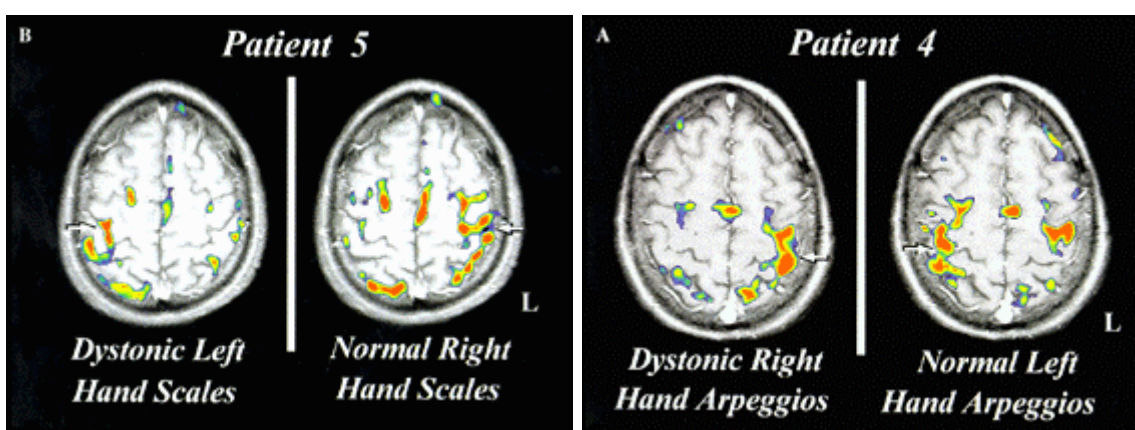 B
Patient 5
Dystonic Left
Hand Scales
Normal Right
Hand Scales
L
A
Patient 4
Dystonic Right
Hand Arpeggios
Normal Left
Hand Arpeggios
L